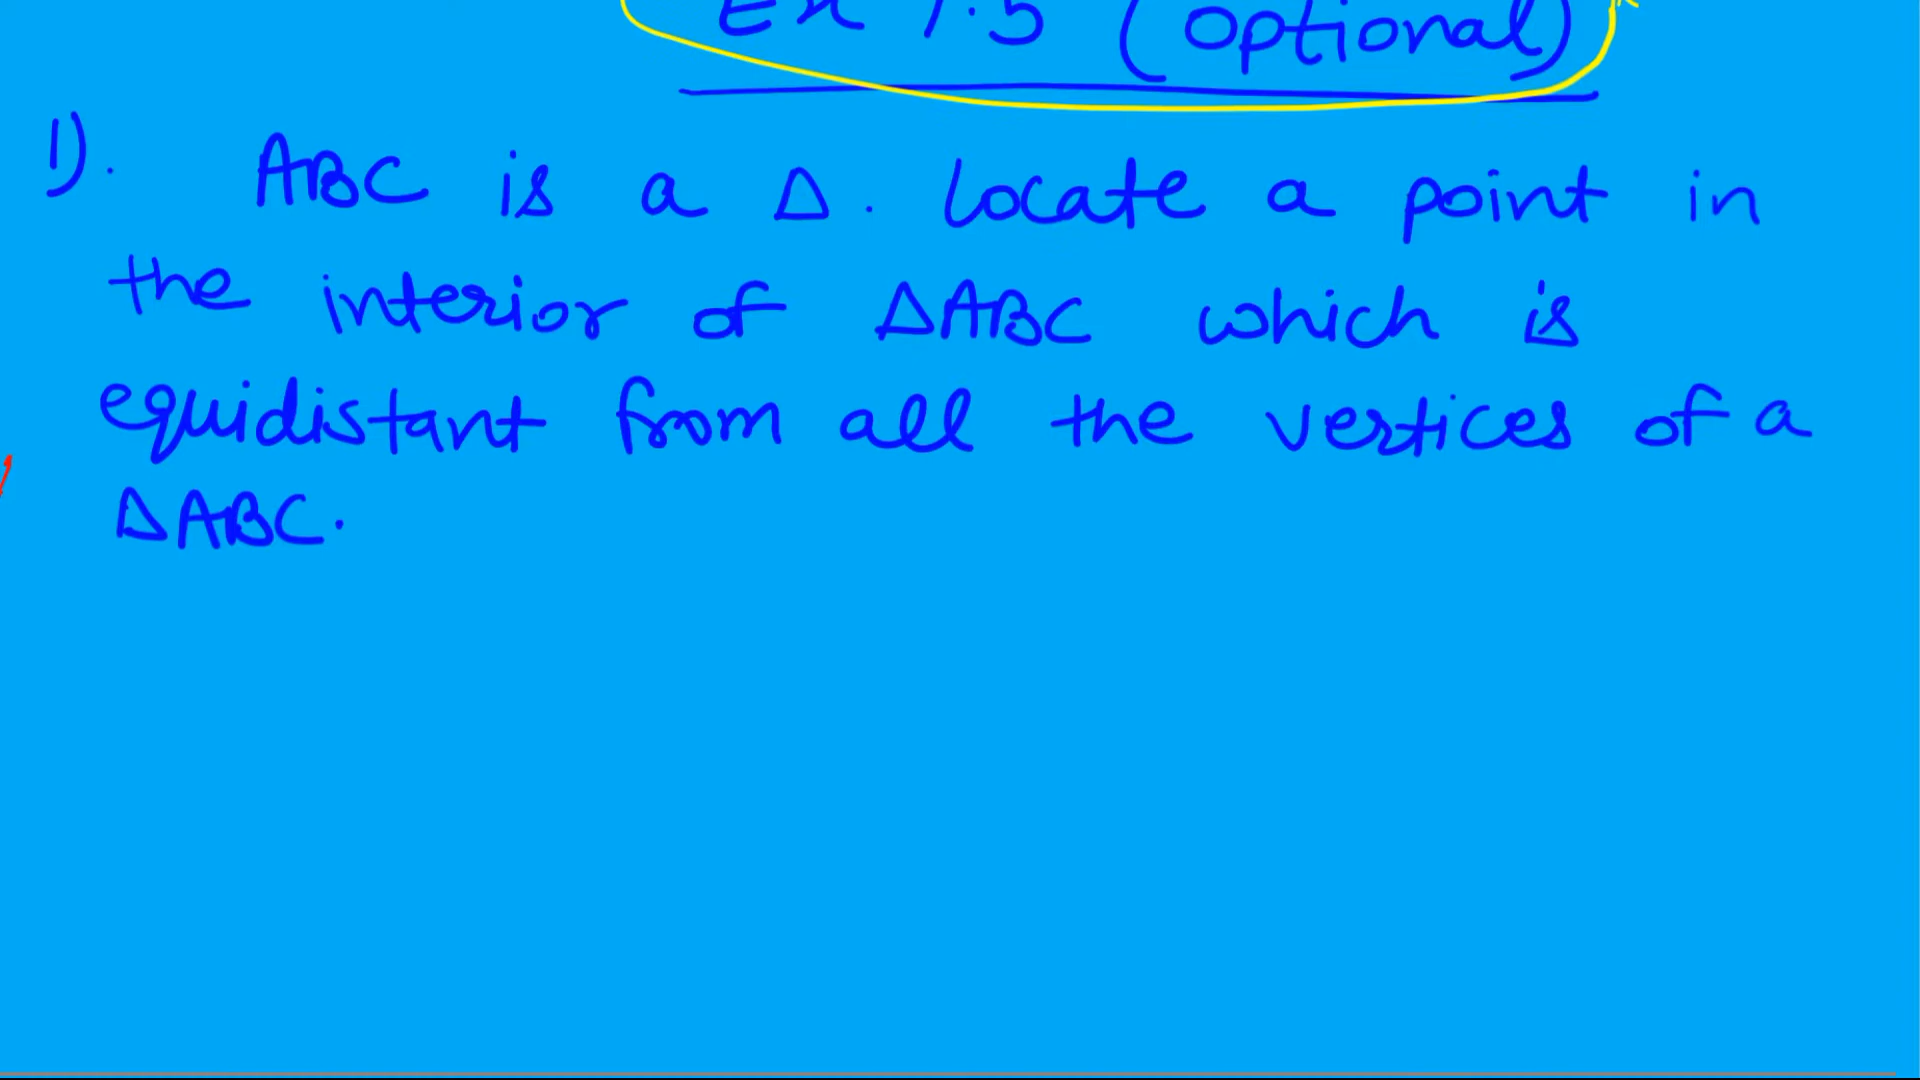 Ex 7.5 (Optional)
1). ABC is a Δ. Locate a point in
the interior of ΔABC which is
equidistant from all the vertices of a
ΔABC.